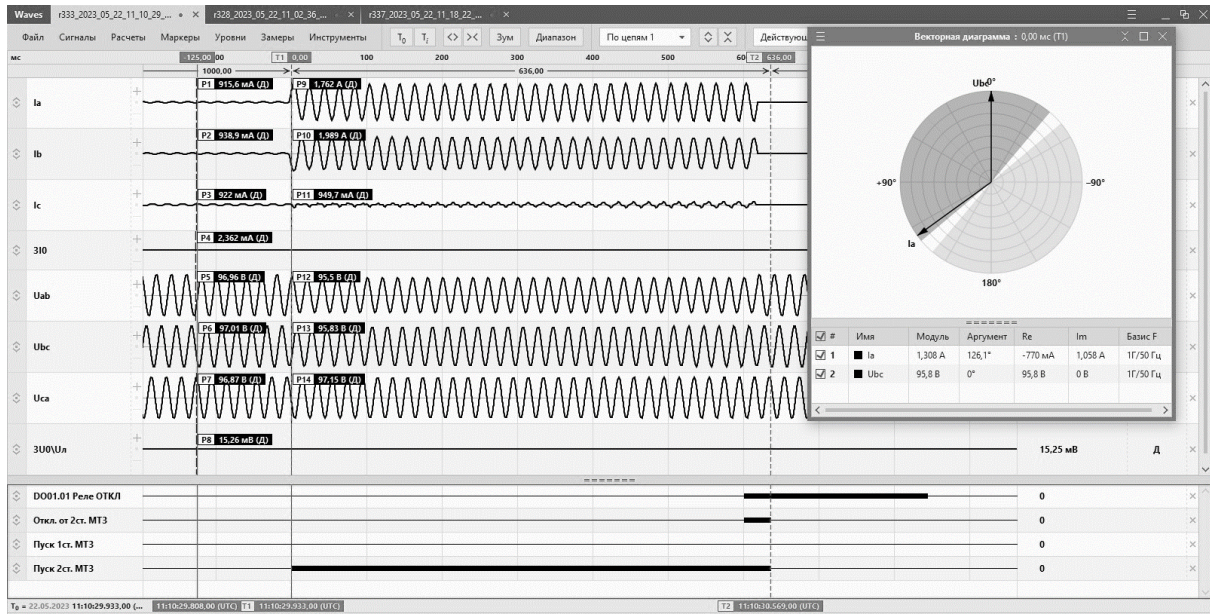 Waves r333_2023_05_22_11_10_29_... r328_2023_05_22_11_02_36_... r337_2023_05_22_11_18_22_...
Файл Сигналы Расчеты Маркеры Уровни Замеры Инструменты T0 Ti Зум Диапазон По цепям 1 Действующ
Векторная диаграмма : 0,00 мс (T1)
мс -125,00 T1 0,00 100 200 300 400 500 60 T2 636,00
1000,00 636,00
P1 915,6 мА (Д) P9 1,762 А (Д)
Ia
P2 938,9 мА (Д) P10 1,989 А (Д)
Ib
P3 922 мА (Д) P11 949,7 мА (Д)
Ic
P4 2,362 мА (Д)
3I0
P5 96,96 В (Д) P12 95,5 В (Д)
Uab
P6 97,01 В (Д) P13 95,83 В (Д)
Ubc
P7 96,87 В (Д) P14 97,15 В (Д)
Uca
P8 15,26 мВ (Д)
3U0\Uл 15,25 мВ Д
Ubc 0°
+90° -90°
Ia
180°
# Имя Модуль Аргумент Re Im Базис F
1 Ia 1,308 А 126,1° -770 мА 1,058 А 1Г/50 Гц
2 Ubc 95,8 В 0° 95,8 В 0 В 1Г/50 Гц
DO01.01 Реле ОТКЛ 0
Откл. от 2ст. МТЗ 0
Пуск 1ст. МТЗ 0
Пуск 2ст. МТЗ 0
T0 = 22.05.2023 11:10:29.933,00 (... 11:10:29.808,00 (UTC) T1 11:10:29.933,00 (UTC) T2 11:10:30.569,00 (UTC)